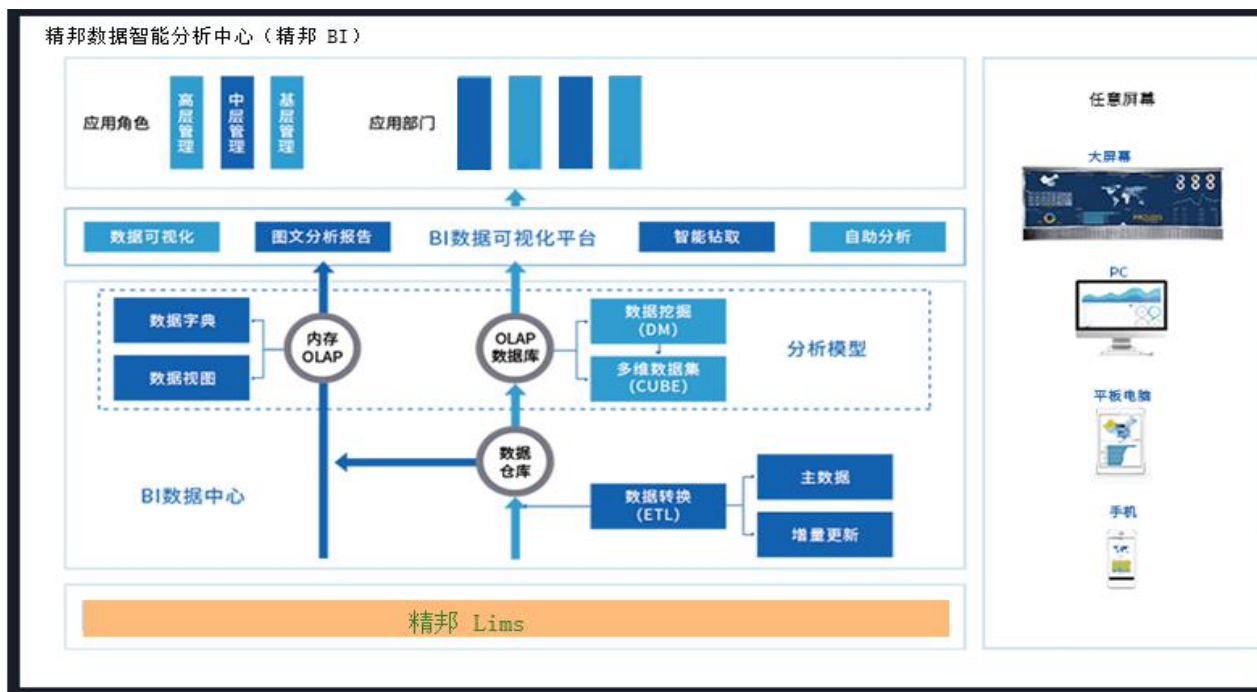 精邦数据智能分析中心（精邦 BI）
应用角色
高层管理
中层管理
基层管理
应用部门
数据可视化
图文分析报告
BI数据可视化平台
智能钻取
自助分析
数据字典
数据视图
内存
OLAP
OLAP
数据库
数据挖掘
(DM)
多维数据集
(CUBE)
分析模型
数据
仓库
BI数据中心
数据转换
(ETL)
主数据
增量更新
精邦 Lims
任意屏幕
大屏幕
PC
平板电脑
手机